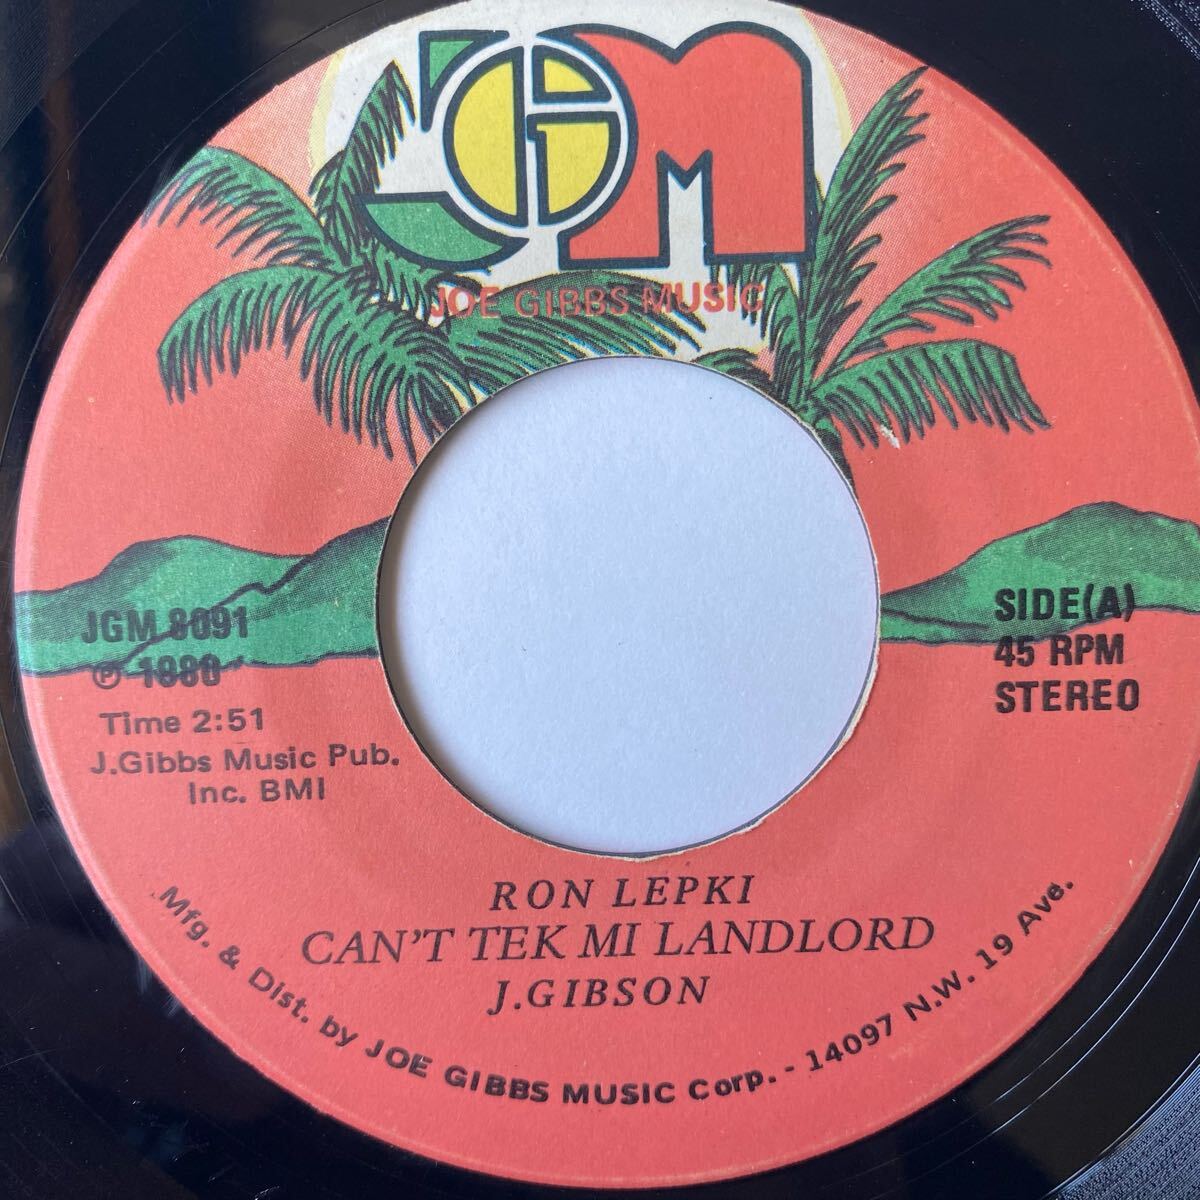 JGM
JOE GIBBS MUSIC
JGM 8091
℗ 1980
Time 2:51
J.Gibbs Music Pub.
Inc. BMI
SIDE(A)
45 RPM
STEREO
RON LEPKI
CAN'T TEK MI LANDLORD
J.GIBSON
Mfg. & Dist. by JOE GIBBS MUSIC Corp. - 14097 N.W. 19 Ave.